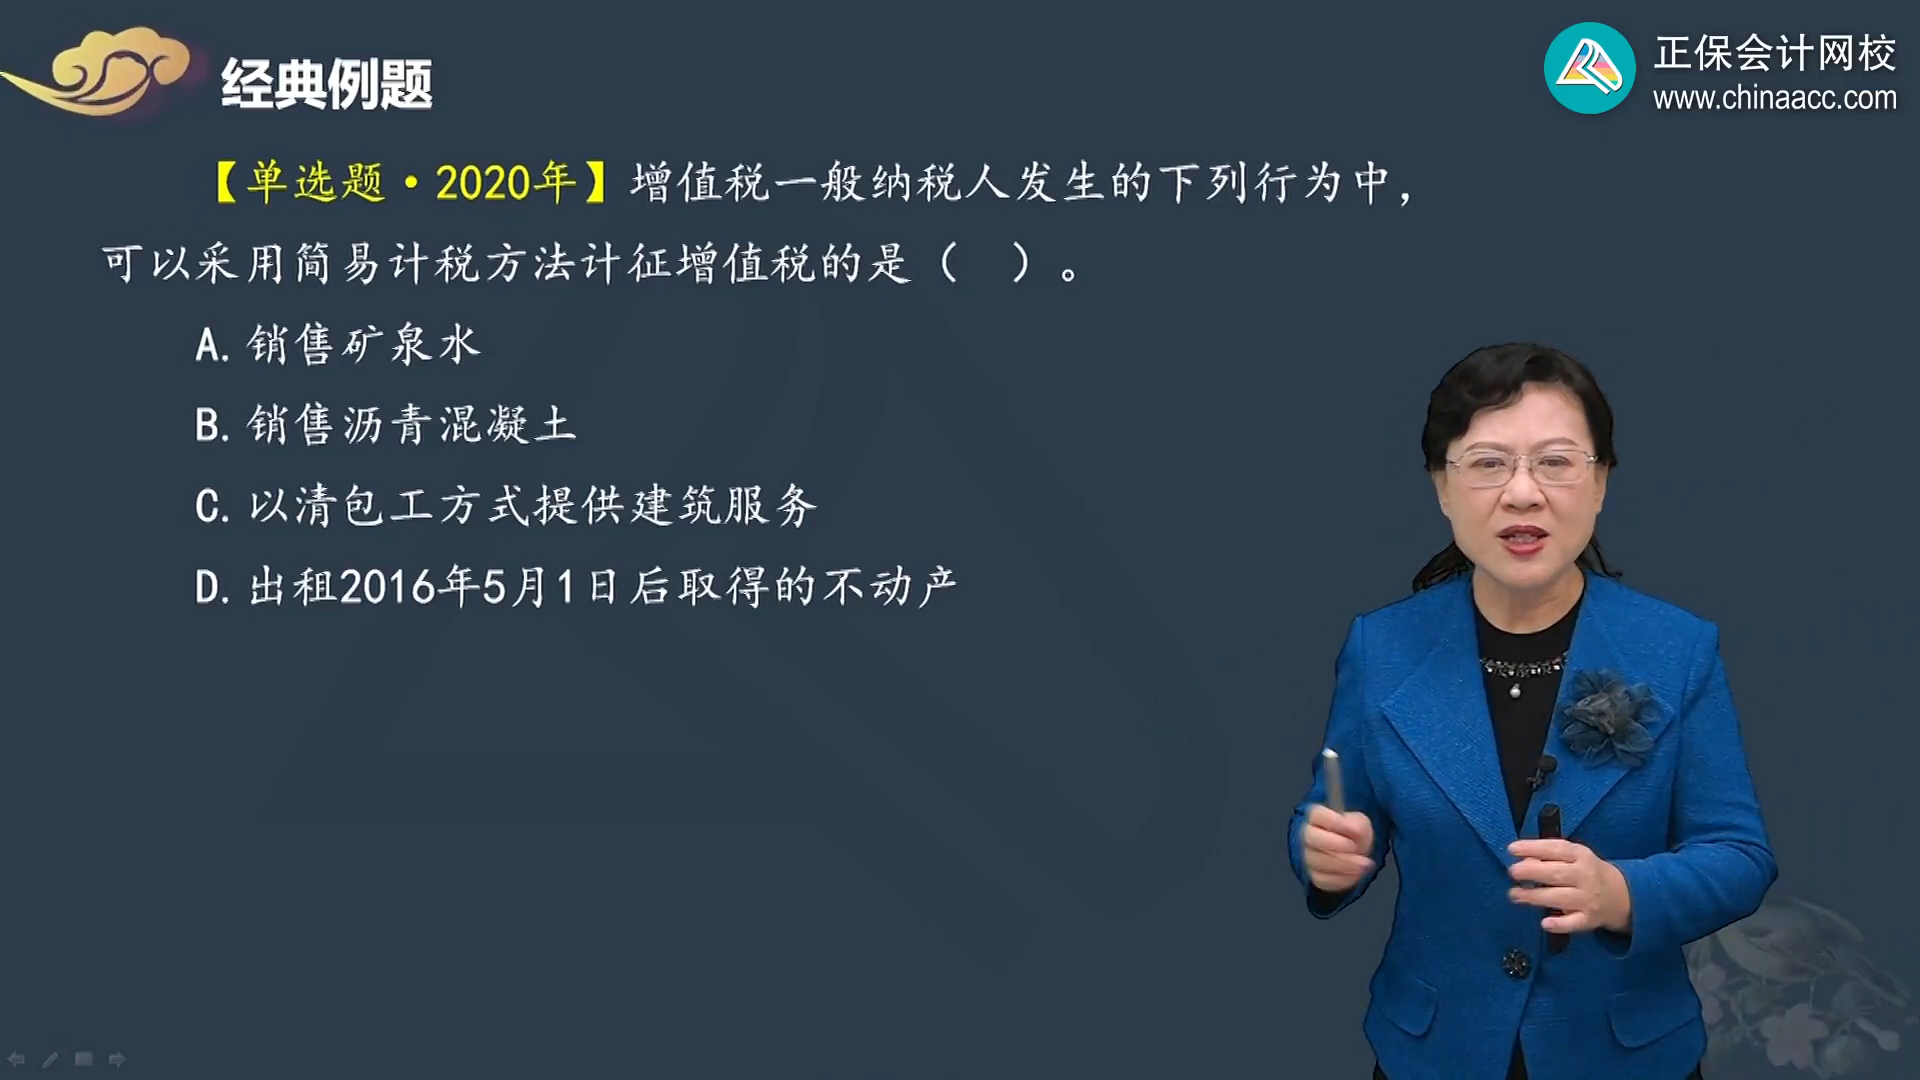 经典例题
正保会计网校
www.chinaacc.com
【单选题·2020年】增值税一般纳税人发生的下列行为中，
可以采用简易计税方法计征增值税的是（ ）。
A. 销售矿泉水
B. 销售沥青混凝土
C. 以清包工方式提供建筑服务
D. 出租2016年5月1日后取得的不动产